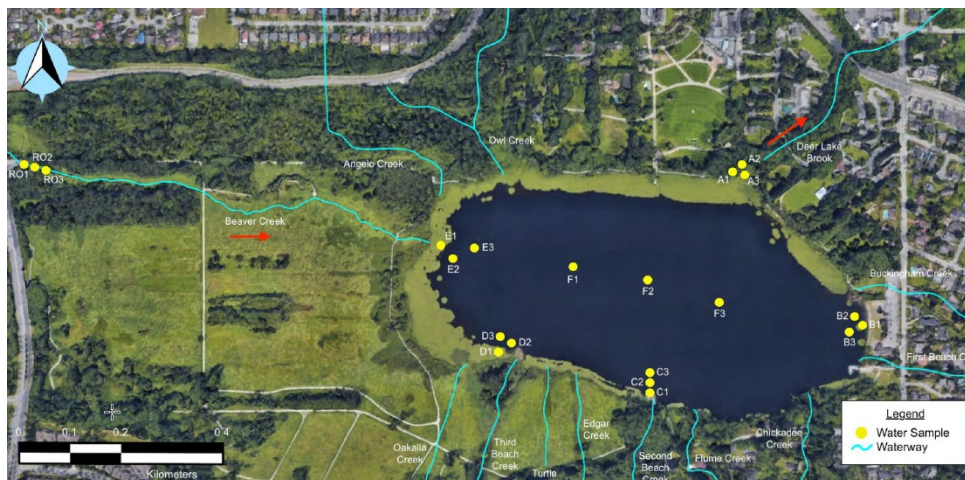 N
RO2
RO1
RO3
Owl Creek
Angelo Creek
A2
Deer Lake
Brook
A1
A3
Beaver Creek
E1
E3
E2
F1
F2
F3
Buckingham Creek
B2
B1
B3
D3
D2
D1
C3
C2
C1
First Beach C
0
0.1
0.2
0.4
Kilometers
Oakalla
Creek
Third
Beach
Creek
Turtle
Edgar
Creek
Second
Beach
Creek
Flume Creek
Chickadee
Creek
Legend
Water Sample
Waterway